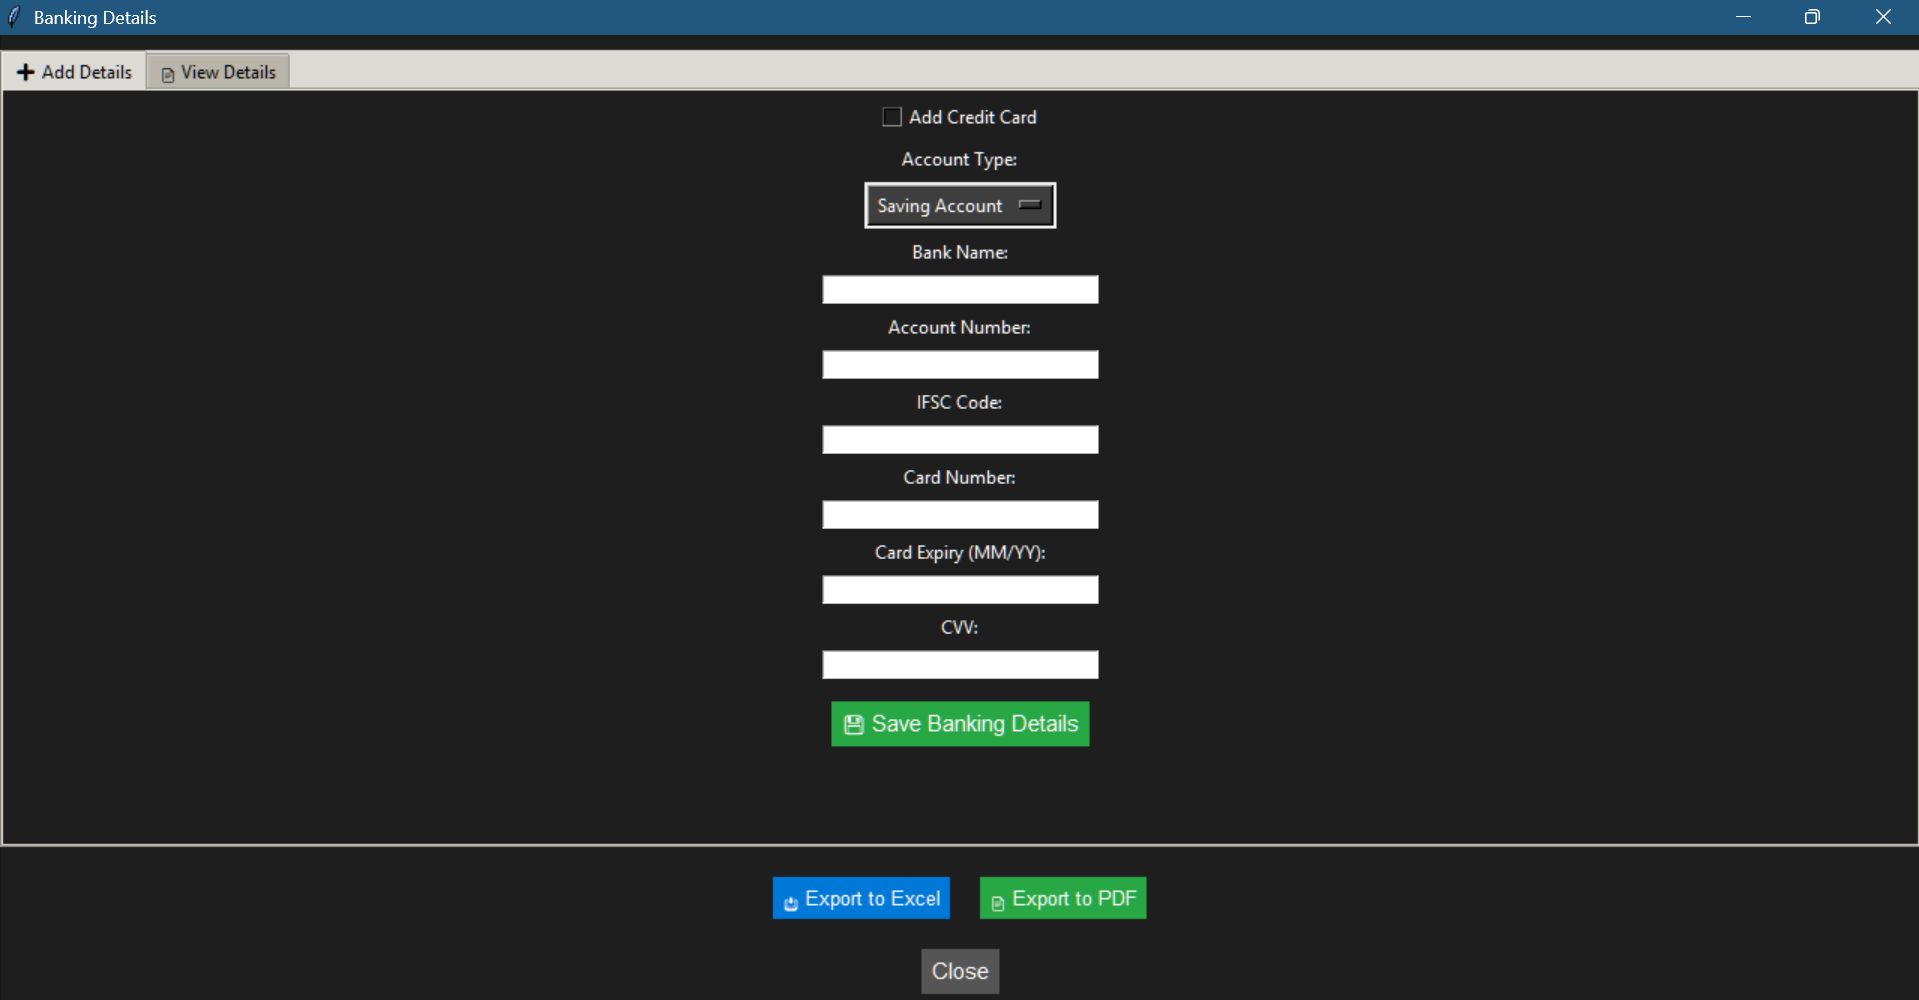 Banking Details
Add Details
View Details
Add Credit Card
Account Type:
Saving Account
Bank Name:
Account Number:
IFSC Code:
Card Number:
Card Expiry (MM/YY):
CVV:
Save Banking Details
Export to Excel
Export to PDF
Close